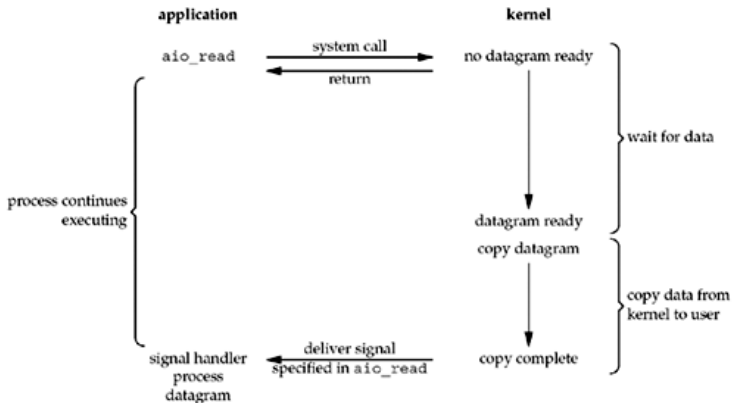 application
kernel
aio_read
system call
no datagram ready
return
wait for data
process continues
executing
datagram ready
copy datagram
copy data from
kernel to user
deliver signal
signal handler
copy complete
specified in aio_read
process
datagram